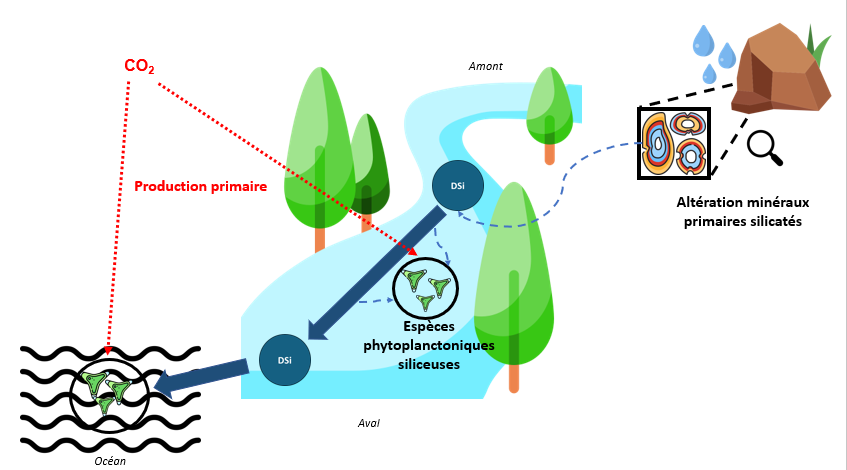 CO₂
Amont
Production primaire
DSi
Altération minéraux
primaires silicatés
Espèces
phytoplanctoniques
siliceuses
DSi
Aval
Océan